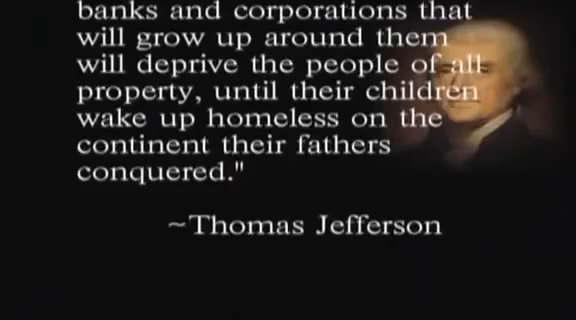 banks and corporations that
will grow up around them
will deprive the people of all
property, until their children
wake up homeless on the
continent their fathers
conquered."
~Thomas Jefferson